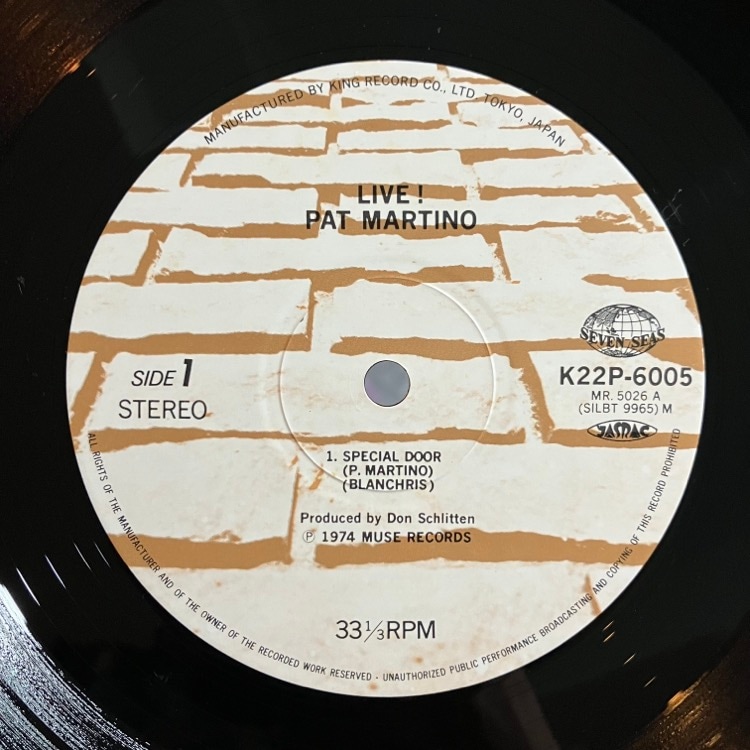 MANUFACTURED BY KING RECORD CO., LTD. TOKYO, JAPAN
LIVE!
PAT MARTINO
SEVEN SEAS
SIDE 1
STEREO
K22P-6005
MR. 5026 A
(SILBT 9965) M
JASRAC
1. SPECIAL DOOR
(P. MARTINO)
(BLANCHRIS)
Produced by Don Schlitten
℗ 1974 MUSE RECORDS
33⅓RPM
ALL RIGHTS OF THE MANUFACTURER AND OF THE OWNER OF THE RECORDED WORK RESERVED · UNAUTHORIZED PUBLIC PERFORMANCE BROADCASTING AND COPYING OF THIS RECORD PROHIBITED